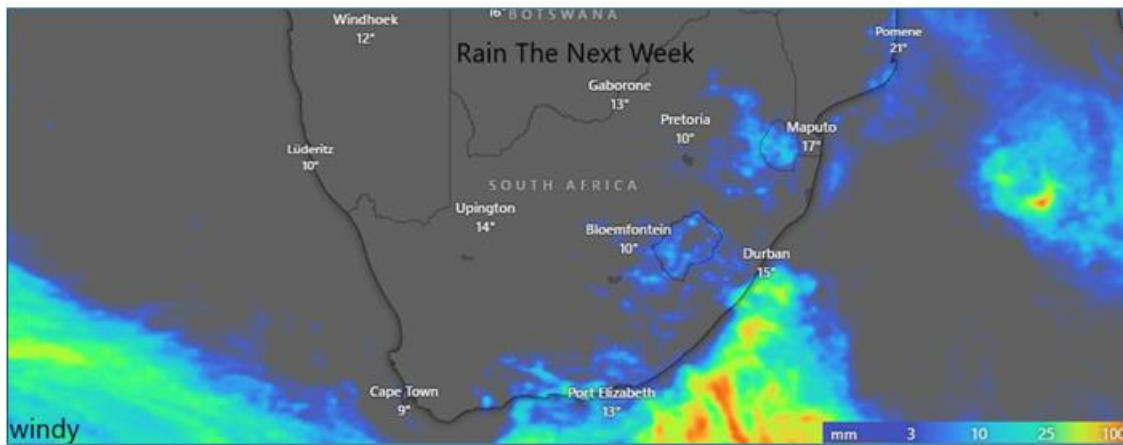 16°
BOTSWANA
Windhoek
12°
Pomene
21°
Rain The Next Week
Gaborone
13°
Pretoria
10°
Maputo
17°
Lüderitz
10°
SOUTH AFRICA
Upington
14°
Bloemfontein
10°
Durban
15°
Cape Town
9°
Port Elizabeth
13°
windy
mm 3 10 25 100